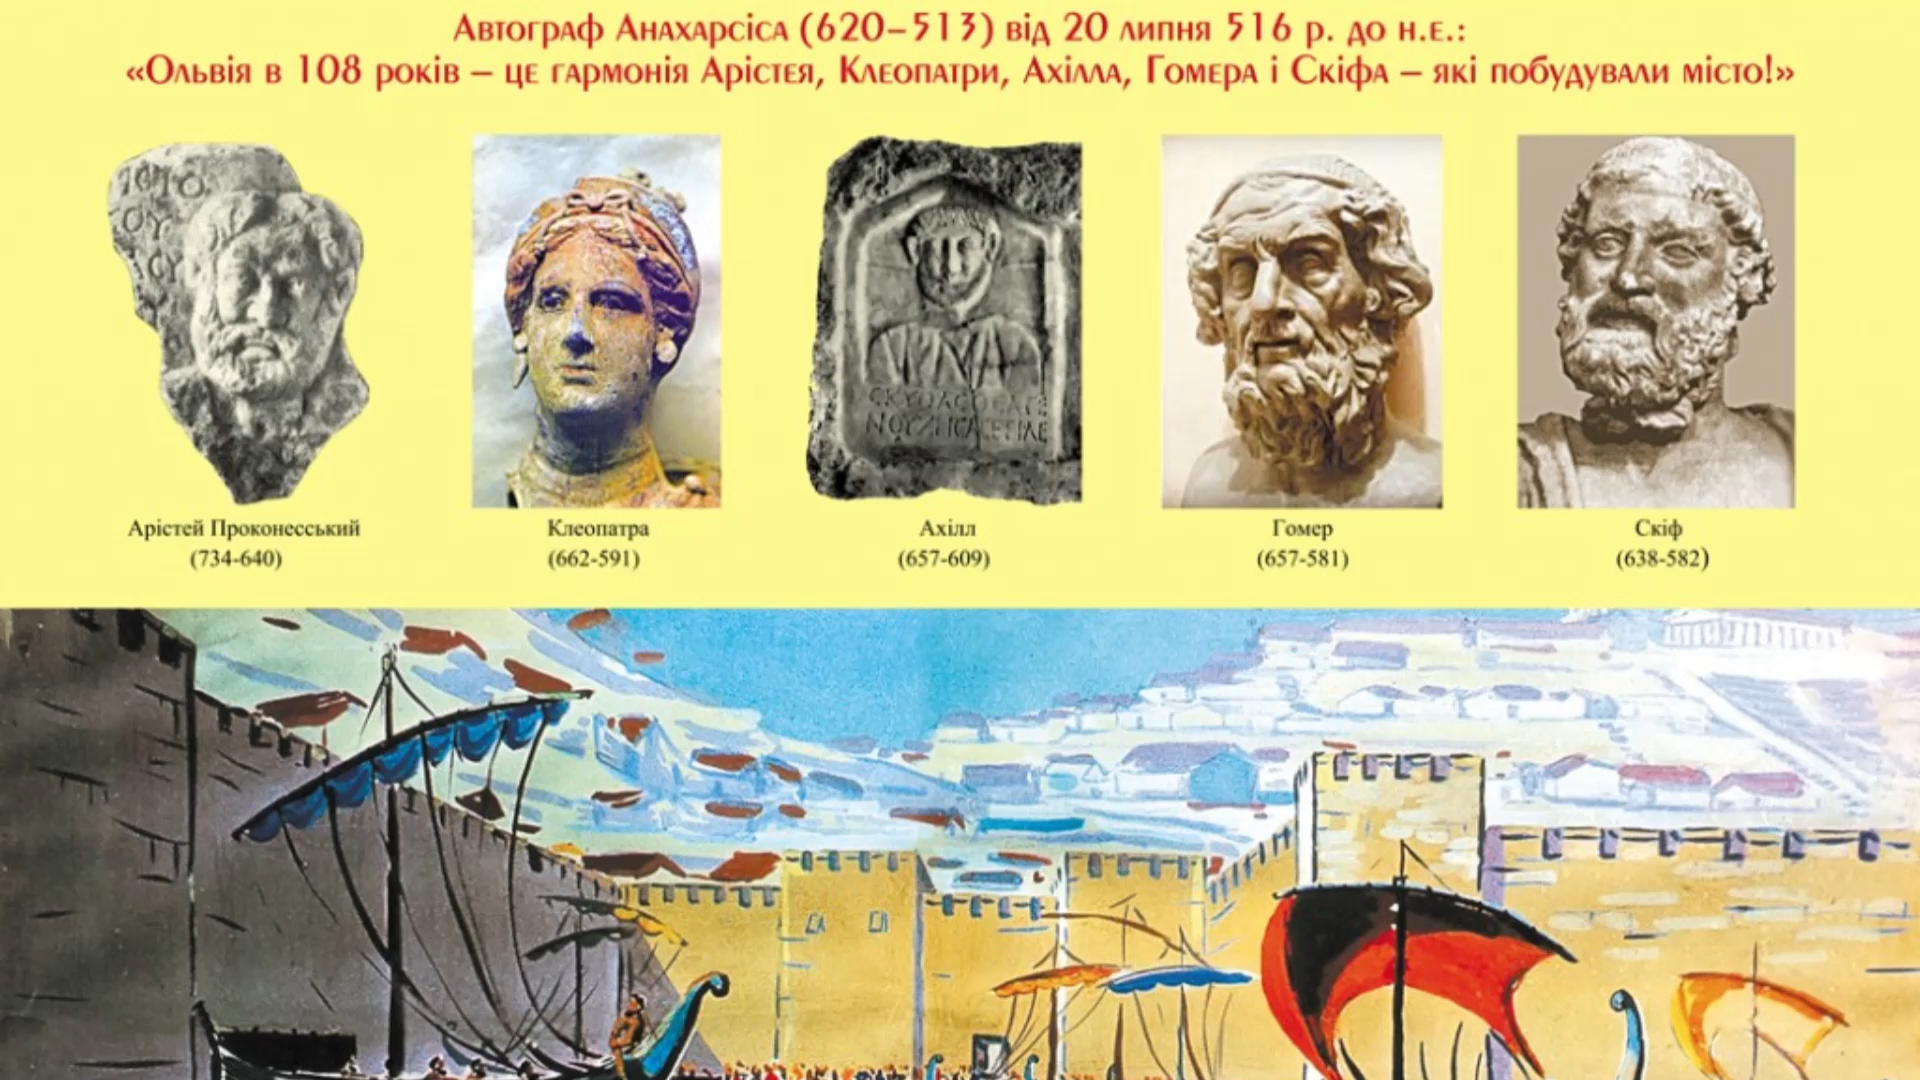 Автограф Анахарсіса (620–513) від 20 липня 516 р. до н.е.:
«Ольвія в 108 років – це гармонія Арістея, Клеопатри, Ахілла, Гомера і Скіфа – які побудували місто!»
Арістей Проконесський
(734-640)
Клеопатра
(662-591)
Ахілл
(657-609)
Гомер
(657-581)
Скіф
(638-582)